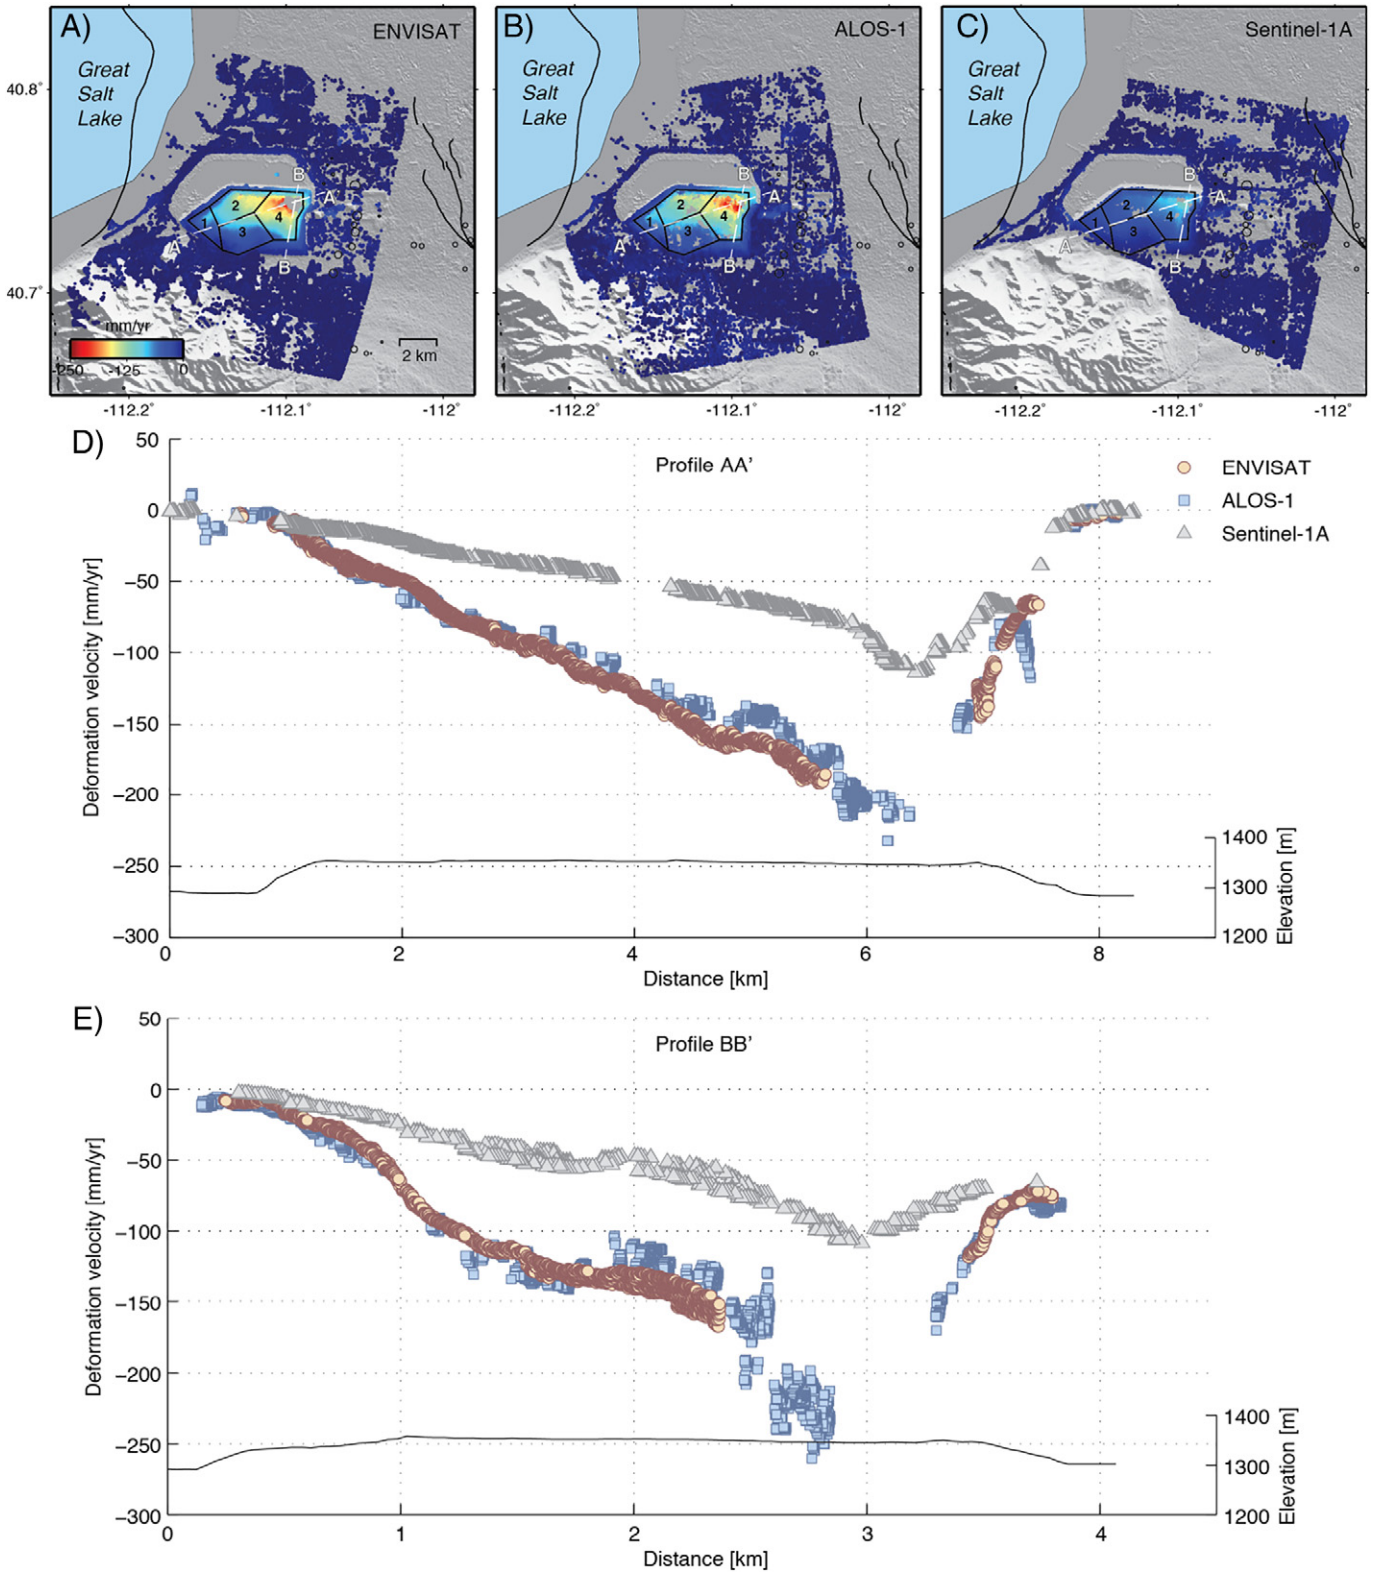 A)
ENVISAT
Great
Salt
Lake
40.8˚
40.7˚
1
2
3
4
A
A
B
B
mm/yr
-250
-125
0
2 km
-112.2˚
-112.1˚
-112˚
B)
ALOS-1
Great
Salt
Lake
1
2
3
4
A
A
B
B
-112.2˚
-112.1˚
-112˚
C)
Sentinel-1A
Great
Salt
Lake
1
2
3
4
A
A
B
B
-112.2˚
-112.1˚
-112˚
D)
Profile AA'
ENVISAT
ALOS-1
Sentinel-1A
Deformation velocity [mm/yr]
50
0
−50
−100
−150
−200
−250
−300
0
2
4
6
8
Distance [km]
1400
1300
1200
Elevation [m]
E)
Profile BB'
Deformation velocity [mm/yr]
50
0
−50
−100
−150
−200
−250
−300
0
1
2
3
4
Distance [km]
1400
1300
1200
Elevation [m]